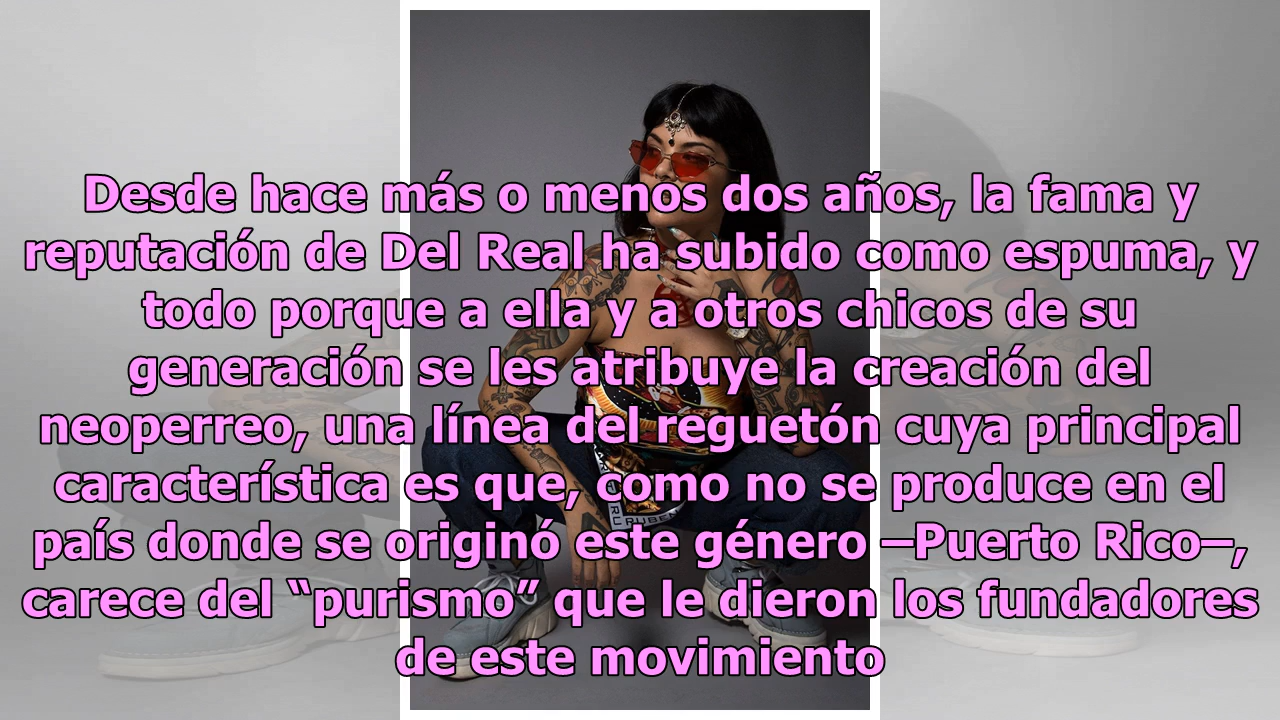 Desde hace más o menos dos años, la fama y
reputación de Del Real ha subido como espuma, y
todo porque a ella y a otros chicos de su
generación se les atribuye la creación del
neoperreo, una línea del reguetón cuya principal
característica es que, como no se produce en el
país donde se originó este género –Puerto Rico–,
carece del “purismo” que le dieron los fundadores
de este movimiento